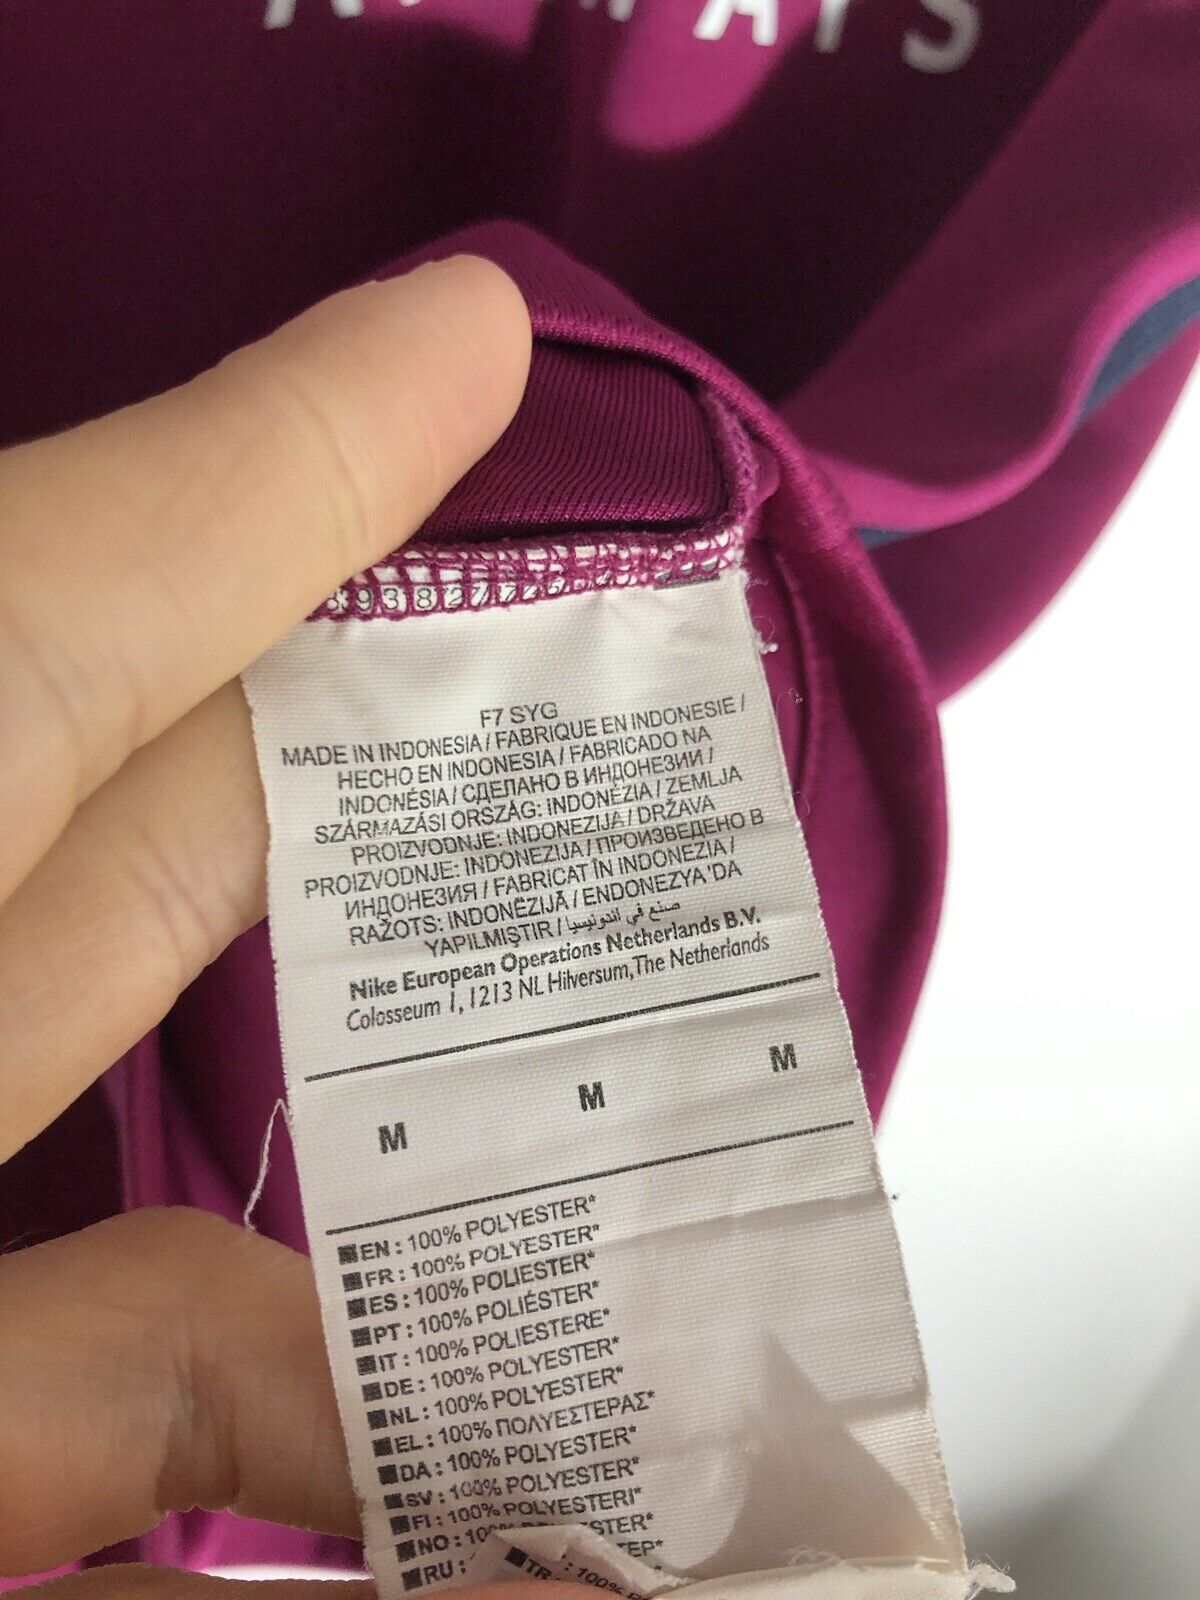 F7 SYG
MADE IN INDONESIA / FABRIQUE EN INDONESIE /
HECHO EN INDONESIA / FABRICADO NA
INDONÉSIA / СДЕЛАНО В ИНДОНЕЗИИ /
SZÁRMAZÁSI ORSZÁG: INDONÉZIA / ZEMLJA
PROIZVODNJE: INDONEZIJA / DRŽAVA
PROIZVODNJE: INDONEZIJA / ПРОИЗВЕДЕНО В
ИНДОНЕЗИЯ / FABRICAT ÎN INDONEZIA /
RAŽOTS: INDONĒZIJĀ / ENDONEZYA'DA
YAPILMIŞTIR / صنع في اندونيسيا
Nike European Operations Netherlands B.V.
Colosseum 1, 1213 NL Hilversum, The Netherlands
M M M
EN : 100% POLYESTER*
FR : 100% POLYESTER*
ES : 100% POLIESTER*
PT : 100% POLIÉSTER*
IT : 100% POLIESTERE*
DE : 100% POLYESTER*
NL : 100% POLYESTER*
EL : 100% ΠΟΛΥΕΣΤΕΡΑΣ*
DA : 100% POLYESTER*
SV : 100% POLYESTER*
FI : 100% POLYESTERI*
NO :
RU :
TR : 100%